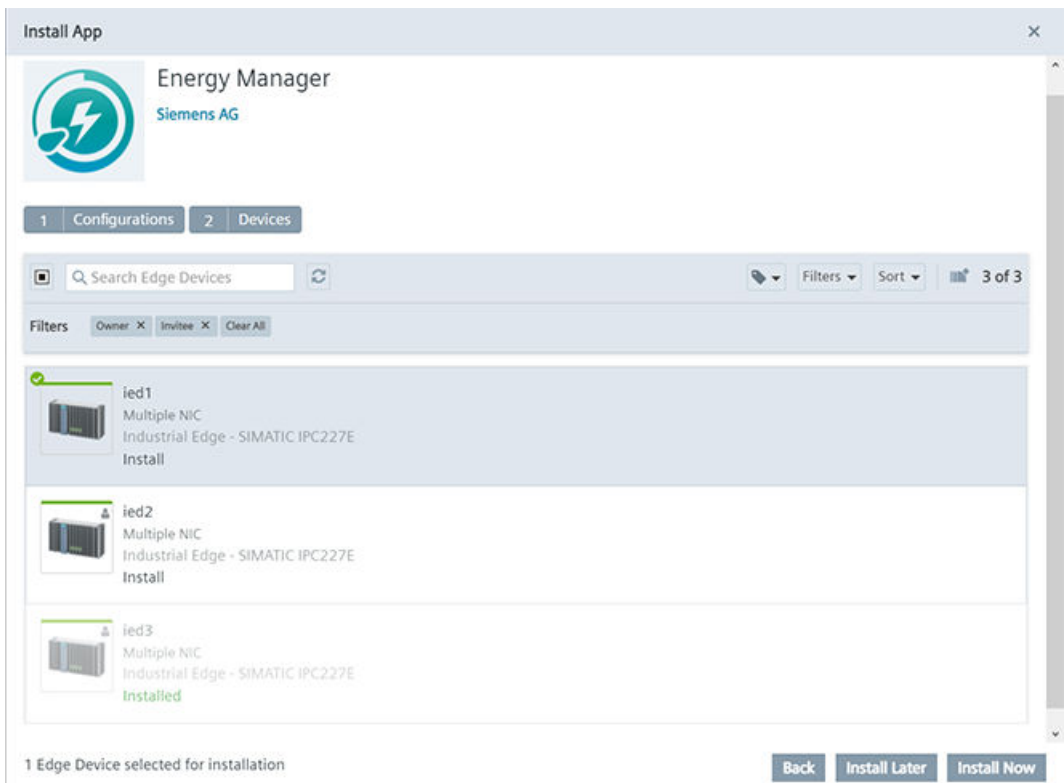 Install App
Energy Manager
Siemens AG
1 Configurations 2 Devices
Search Edge Devices Filters Sort 3 of 3
Filters Owner Invitee Clear All
ied1
Multiple NIC
Industrial Edge - SIMATIC IPC227E
Install
ied2
Multiple NIC
Industrial Edge - SIMATIC IPC227E
Install
ied3
Multiple NIC
Industrial Edge - SIMATIC IPC227E
Installed
1 Edge Device selected for installation Back Install Later Install Now